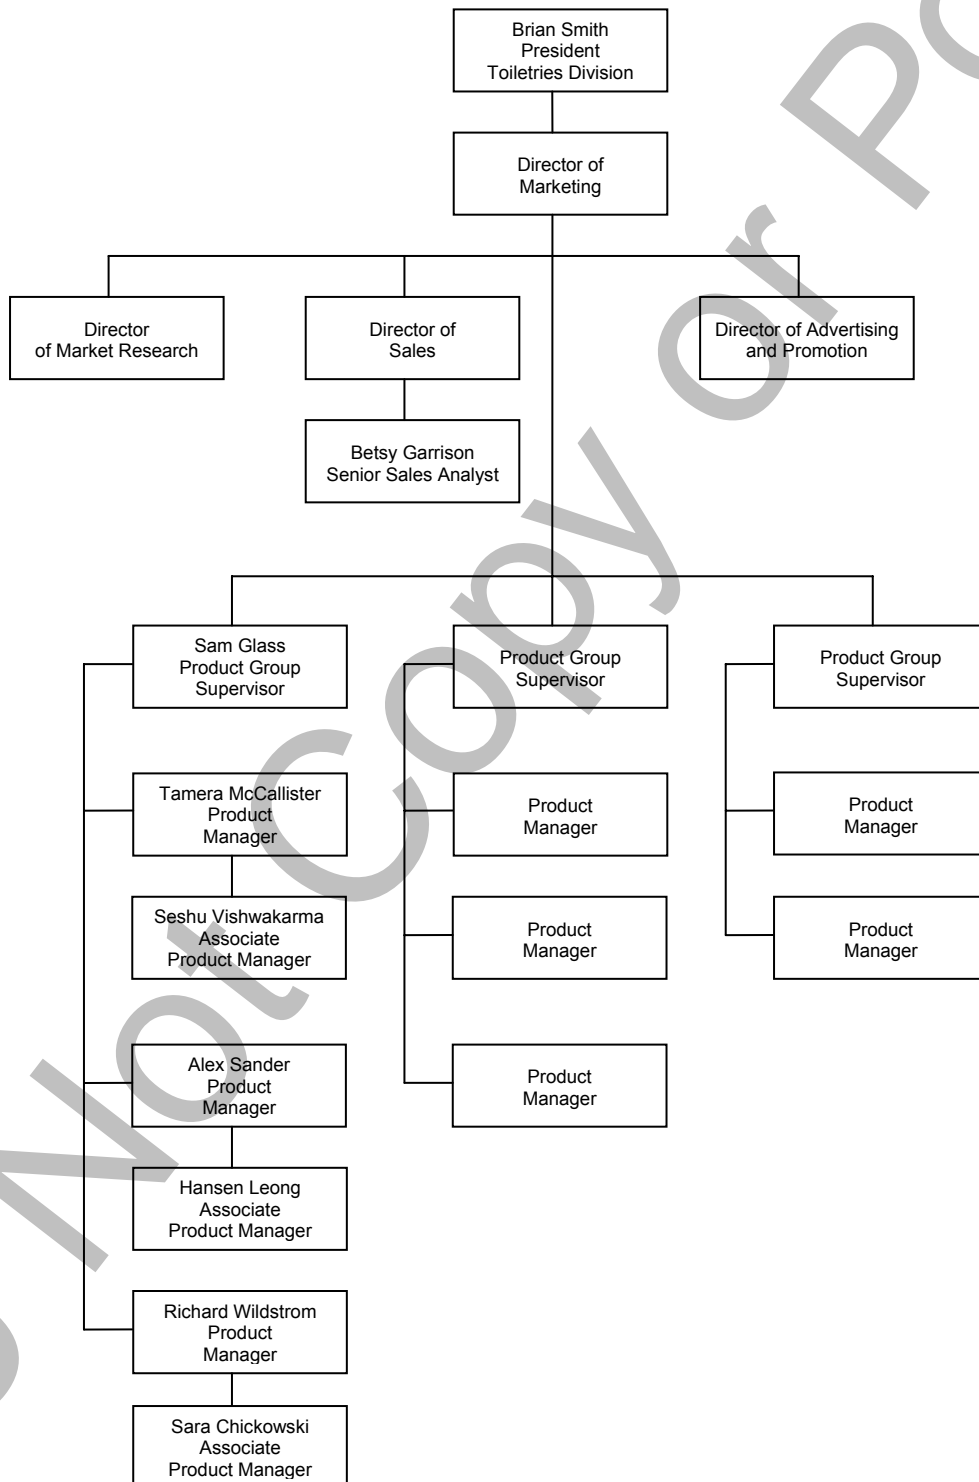 Brian Smith
President
Toiletries Division
Director of
Marketing
Director
of Market Research
Director of
Sales
Director of Advertising
and Promotion
Betsy Garrison
Senior Sales Analyst
Sam Glass
Product Group
Supervisor
Product Group
Supervisor
Product Group
Supervisor
Tamera McCallister
Product
Manager
Product
Manager
Product
Manager
Seshu Vishwakarma
Associate
Product Manager
Product
Manager
Product
Manager
Alex Sander
Product
Manager
Product
Manager
Hansen Leong
Associate
Product Manager
Richard Wildstrom
Product
Manager
Sara Chickowski
Associate
Product Manager
Not Copy or